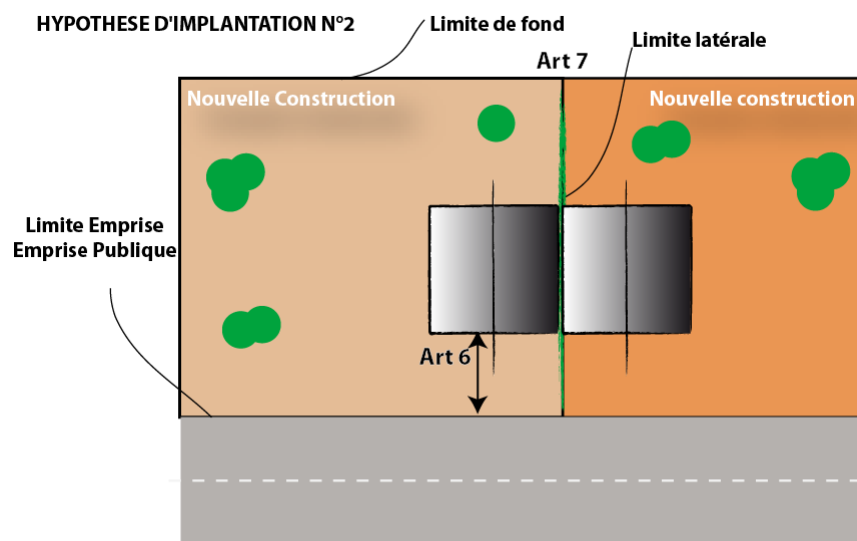 HYPOTHESE D'IMPLANTATION N°2
Limite de fond
Limite latérale
Art 7
Nouvelle Construction
Nouvelle construction
Limite Emprise
Emprise Publique
Art 6